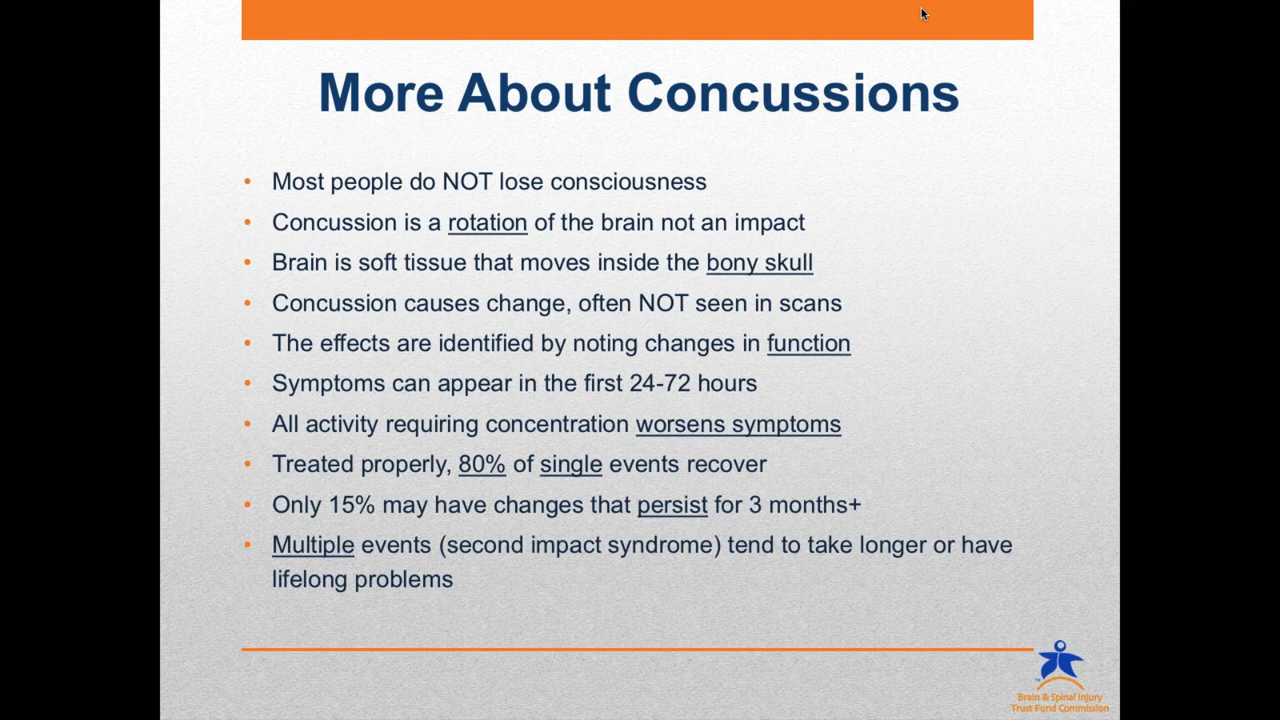 More About Concussions
• Most people do NOT lose consciousness
• Concussion is a rotation of the brain not an impact
• Brain is soft tissue that moves inside the bony skull
• Concussion causes change, often NOT seen in scans
• The effects are identified by noting changes in function
• Symptoms can appear in the first 24-72 hours
• All activity requiring concentration worsens symptoms
• Treated properly, 80% of single events recover
• Only 15% may have changes that persist for 3 months+
• Multiple events (second impact syndrome) tend to take longer or have
lifelong problems
Brain & Spinal Injury
Trust Fund Commission